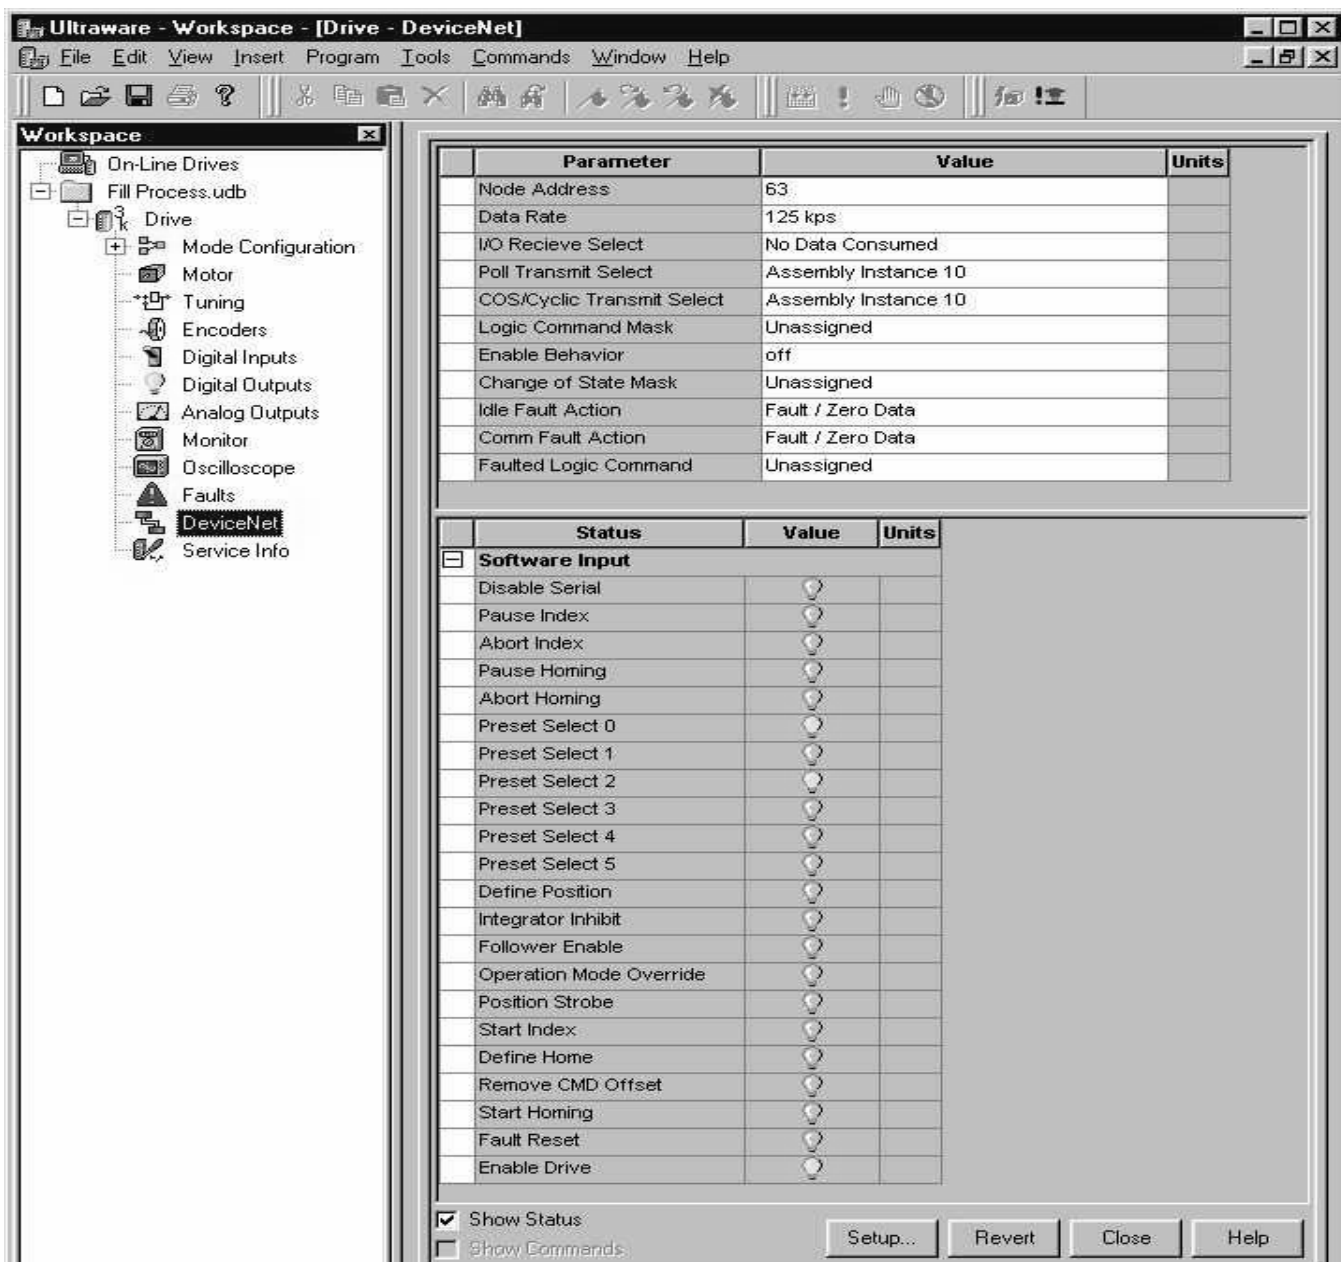 Ultraware - Workspace - [Drive - DeviceNet]
File Edit View Insert Program Tools Commands Window Help
Workspace
On-Line Drives
Fill Process.udb
Drive
Mode Configuration
Motor
Tuning
Encoders
Digital Inputs
Digital Outputs
Analog Outputs
Monitor
Oscilloscope
Faults
DeviceNet
Service Info
Parameter Value Units
Node Address 63
Data Rate 125 kps
I/O Recieve Select No Data Consumed
Poll Transmit Select Assembly Instance 10
COS/Cyclic Transmit Select Assembly Instance 10
Logic Command Mask Unassigned
Enable Behavior off
Change of State Mask Unassigned
Idle Fault Action Fault / Zero Data
Comm Fault Action Fault / Zero Data
Faulted Logic Command Unassigned
Status Value Units
Software Input
Disable Serial
Pause Index
Abort Index
Pause Homing
Abort Homing
Preset Select 0
Preset Select 1
Preset Select 2
Preset Select 3
Preset Select 4
Preset Select 5
Define Position
Integrator Inhibit
Follower Enable
Operation Mode Override
Position Strobe
Start Index
Define Home
Remove CMD Offset
Start Homing
Fault Reset
Enable Drive
Show Status
Show Commands
Setup... Revert Close Help